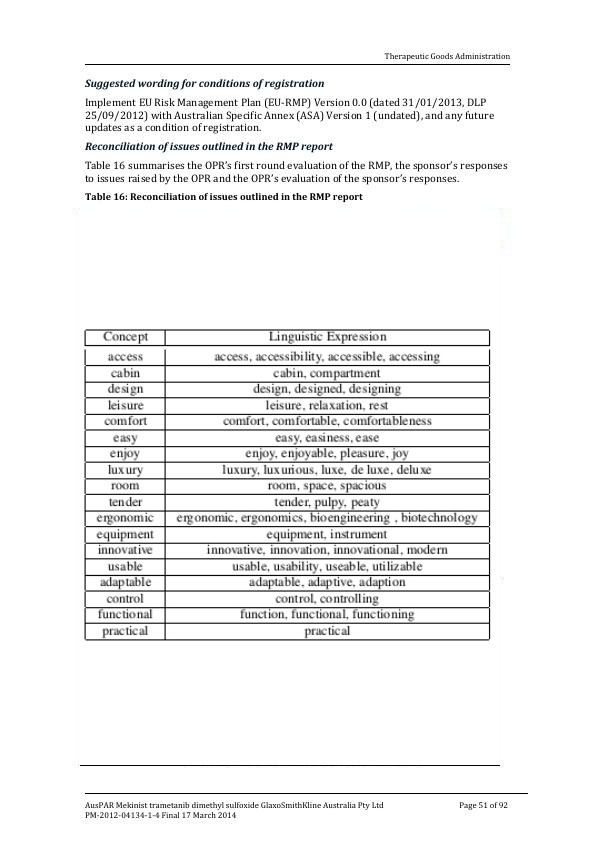 Therapeutic Goods Administration
Suggested wording for conditions of registration
Implement EU Risk Management Plan (EU-RMP) Version 0.0 (dated 31/01/2013, DLP
25/09/2012) with Australian Specific Annex (ASA) Version 1 (undated), and any future
updates as a condition of registration.
Reconciliation of issues outlined in the RMP report
Table 16 summarises the OPR's first round evaluation of the RMP, the sponsor's responses
to issues raised by the OPR and the OPR's evaluation of the sponsor's responses.
Table 16: Reconciliation of issues outlined in the RMP report
Concept Linguistic Expression
access access, accessibility, accessible, accessing
cabin cabin, compartment
design design, designed, designing
leisure leisure, relaxation, rest
comfort comfort, comfortable, comfortableness
easy easy, easiness, ease
enjoy enjoy, enjoyable, pleasure, joy
luxury luxury, luxurious, luxe, de luxe, deluxe
room room, space, spacious
tender tender, pulpy, peaty
ergonomic ergonomic, ergonomics, bioengineering , biotechnology
equipment equipment, instrument
innovative innovative, innovation, innovational, modern
usable usable, usability, useable, utilizable
adaptable adaptable, adaptive, adaption
control control, controlling
functional function, functional, functioning
practical practical
AusPAR Mekinist trametanib dimethyl sulfoxide GlaxoSmithKline Australia Pty Ltd Page 51 of 92
PM-2012-04134-1-4 Final 17 March 2014